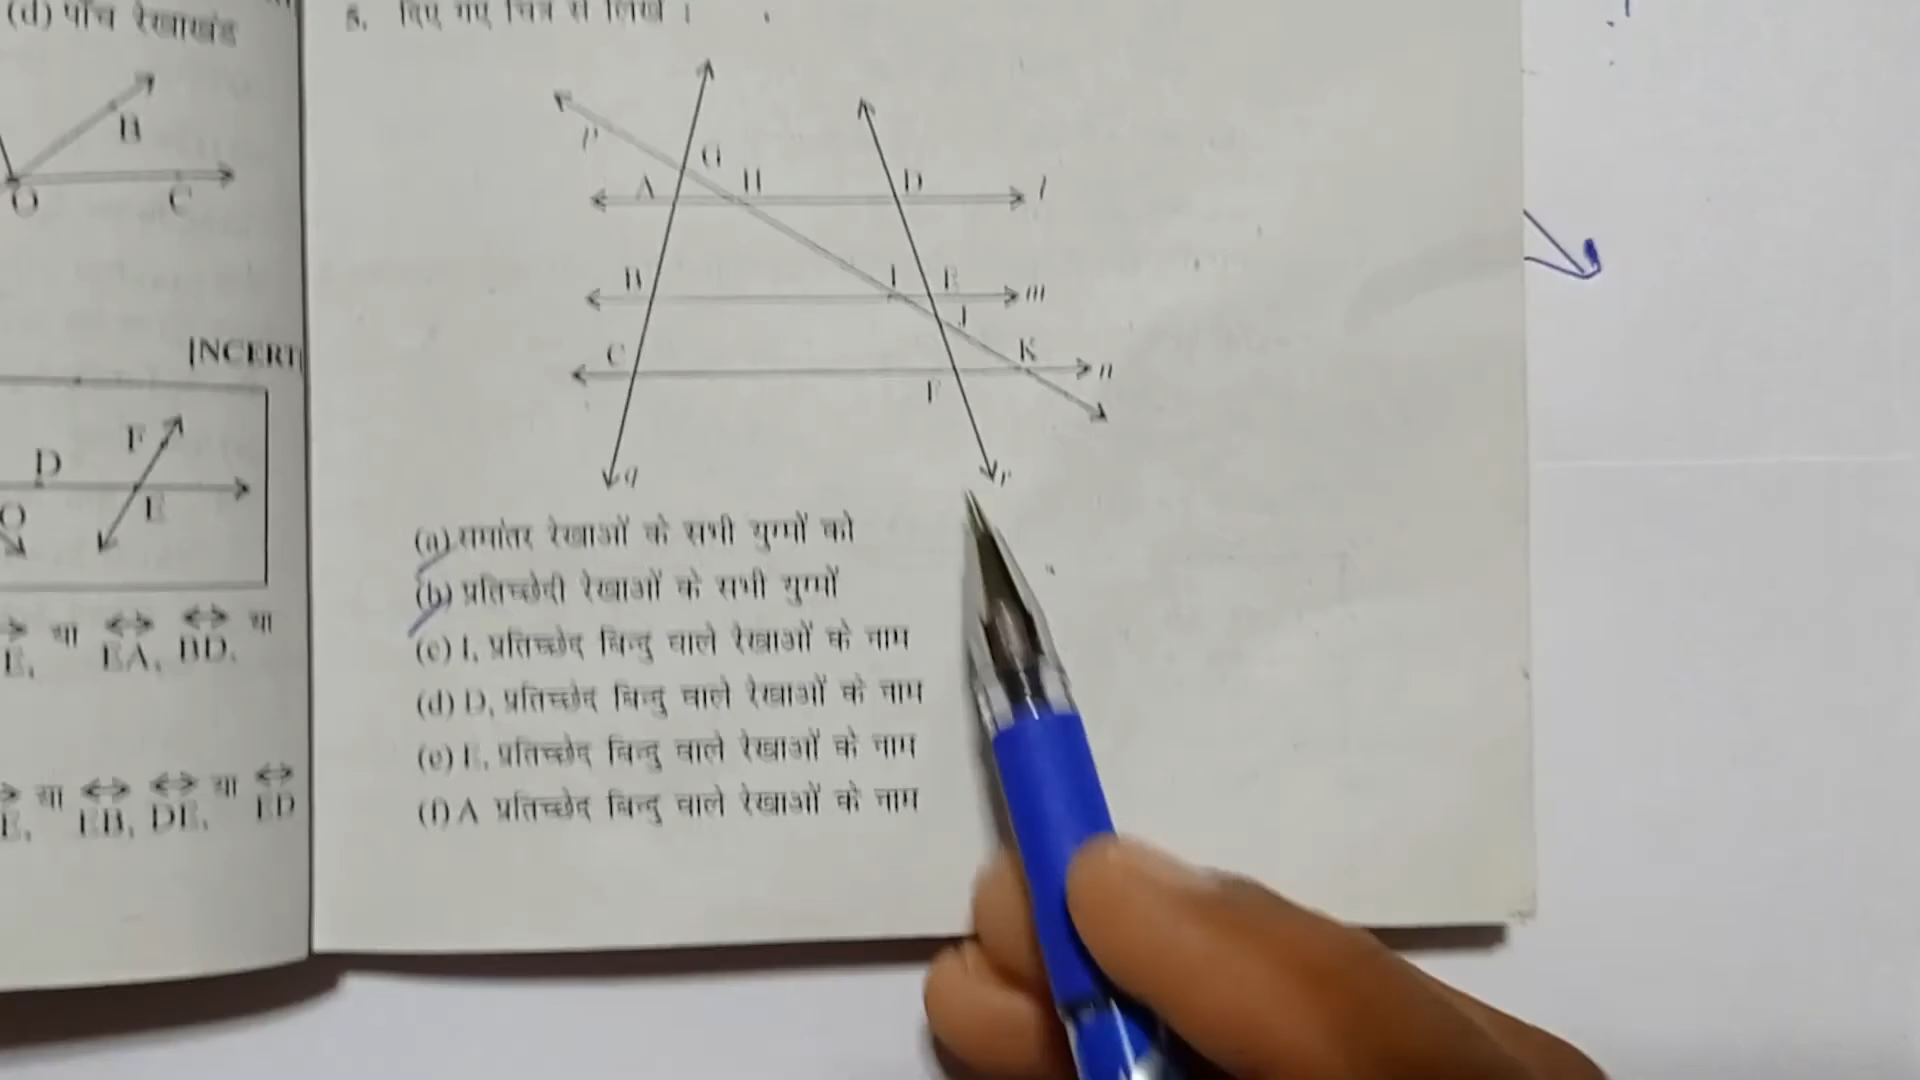 (d) पाँच रेखाखंड
B
O
C
[NCERT]
F
D
E
O
E, या EA, BD, या
E, या EB, DE, या ED
5. दिए गए चित्र से लिखें ।
p
G
A H D l
B I E m
J
C K n
F
q r
(a) समांतर रेखाओं के सभी युग्मों को
(b) प्रतिच्छेदी रेखाओं के सभी युग्मों
(c) I, प्रतिच्छेद बिन्दु वाले रेखाओं के नाम
(d) D, प्रतिच्छेद बिन्दु वाले रेखाओं के नाम
(e) E, प्रतिच्छेद बिन्दु वाले रेखाओं के नाम
(f) A प्रतिच्छेद बिन्दु वाले रेखाओं के नाम